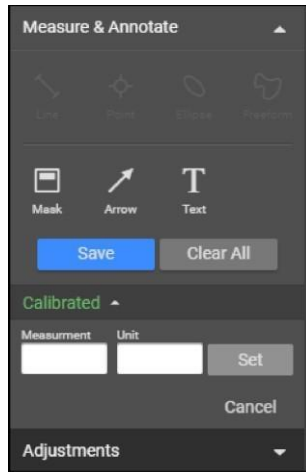 Measure & Annotate
Line Point Ellipse Freeform
Mask Arrow Text
Save Clear All
Calibrated
Measurment Unit
Set
Cancel
Adjustments